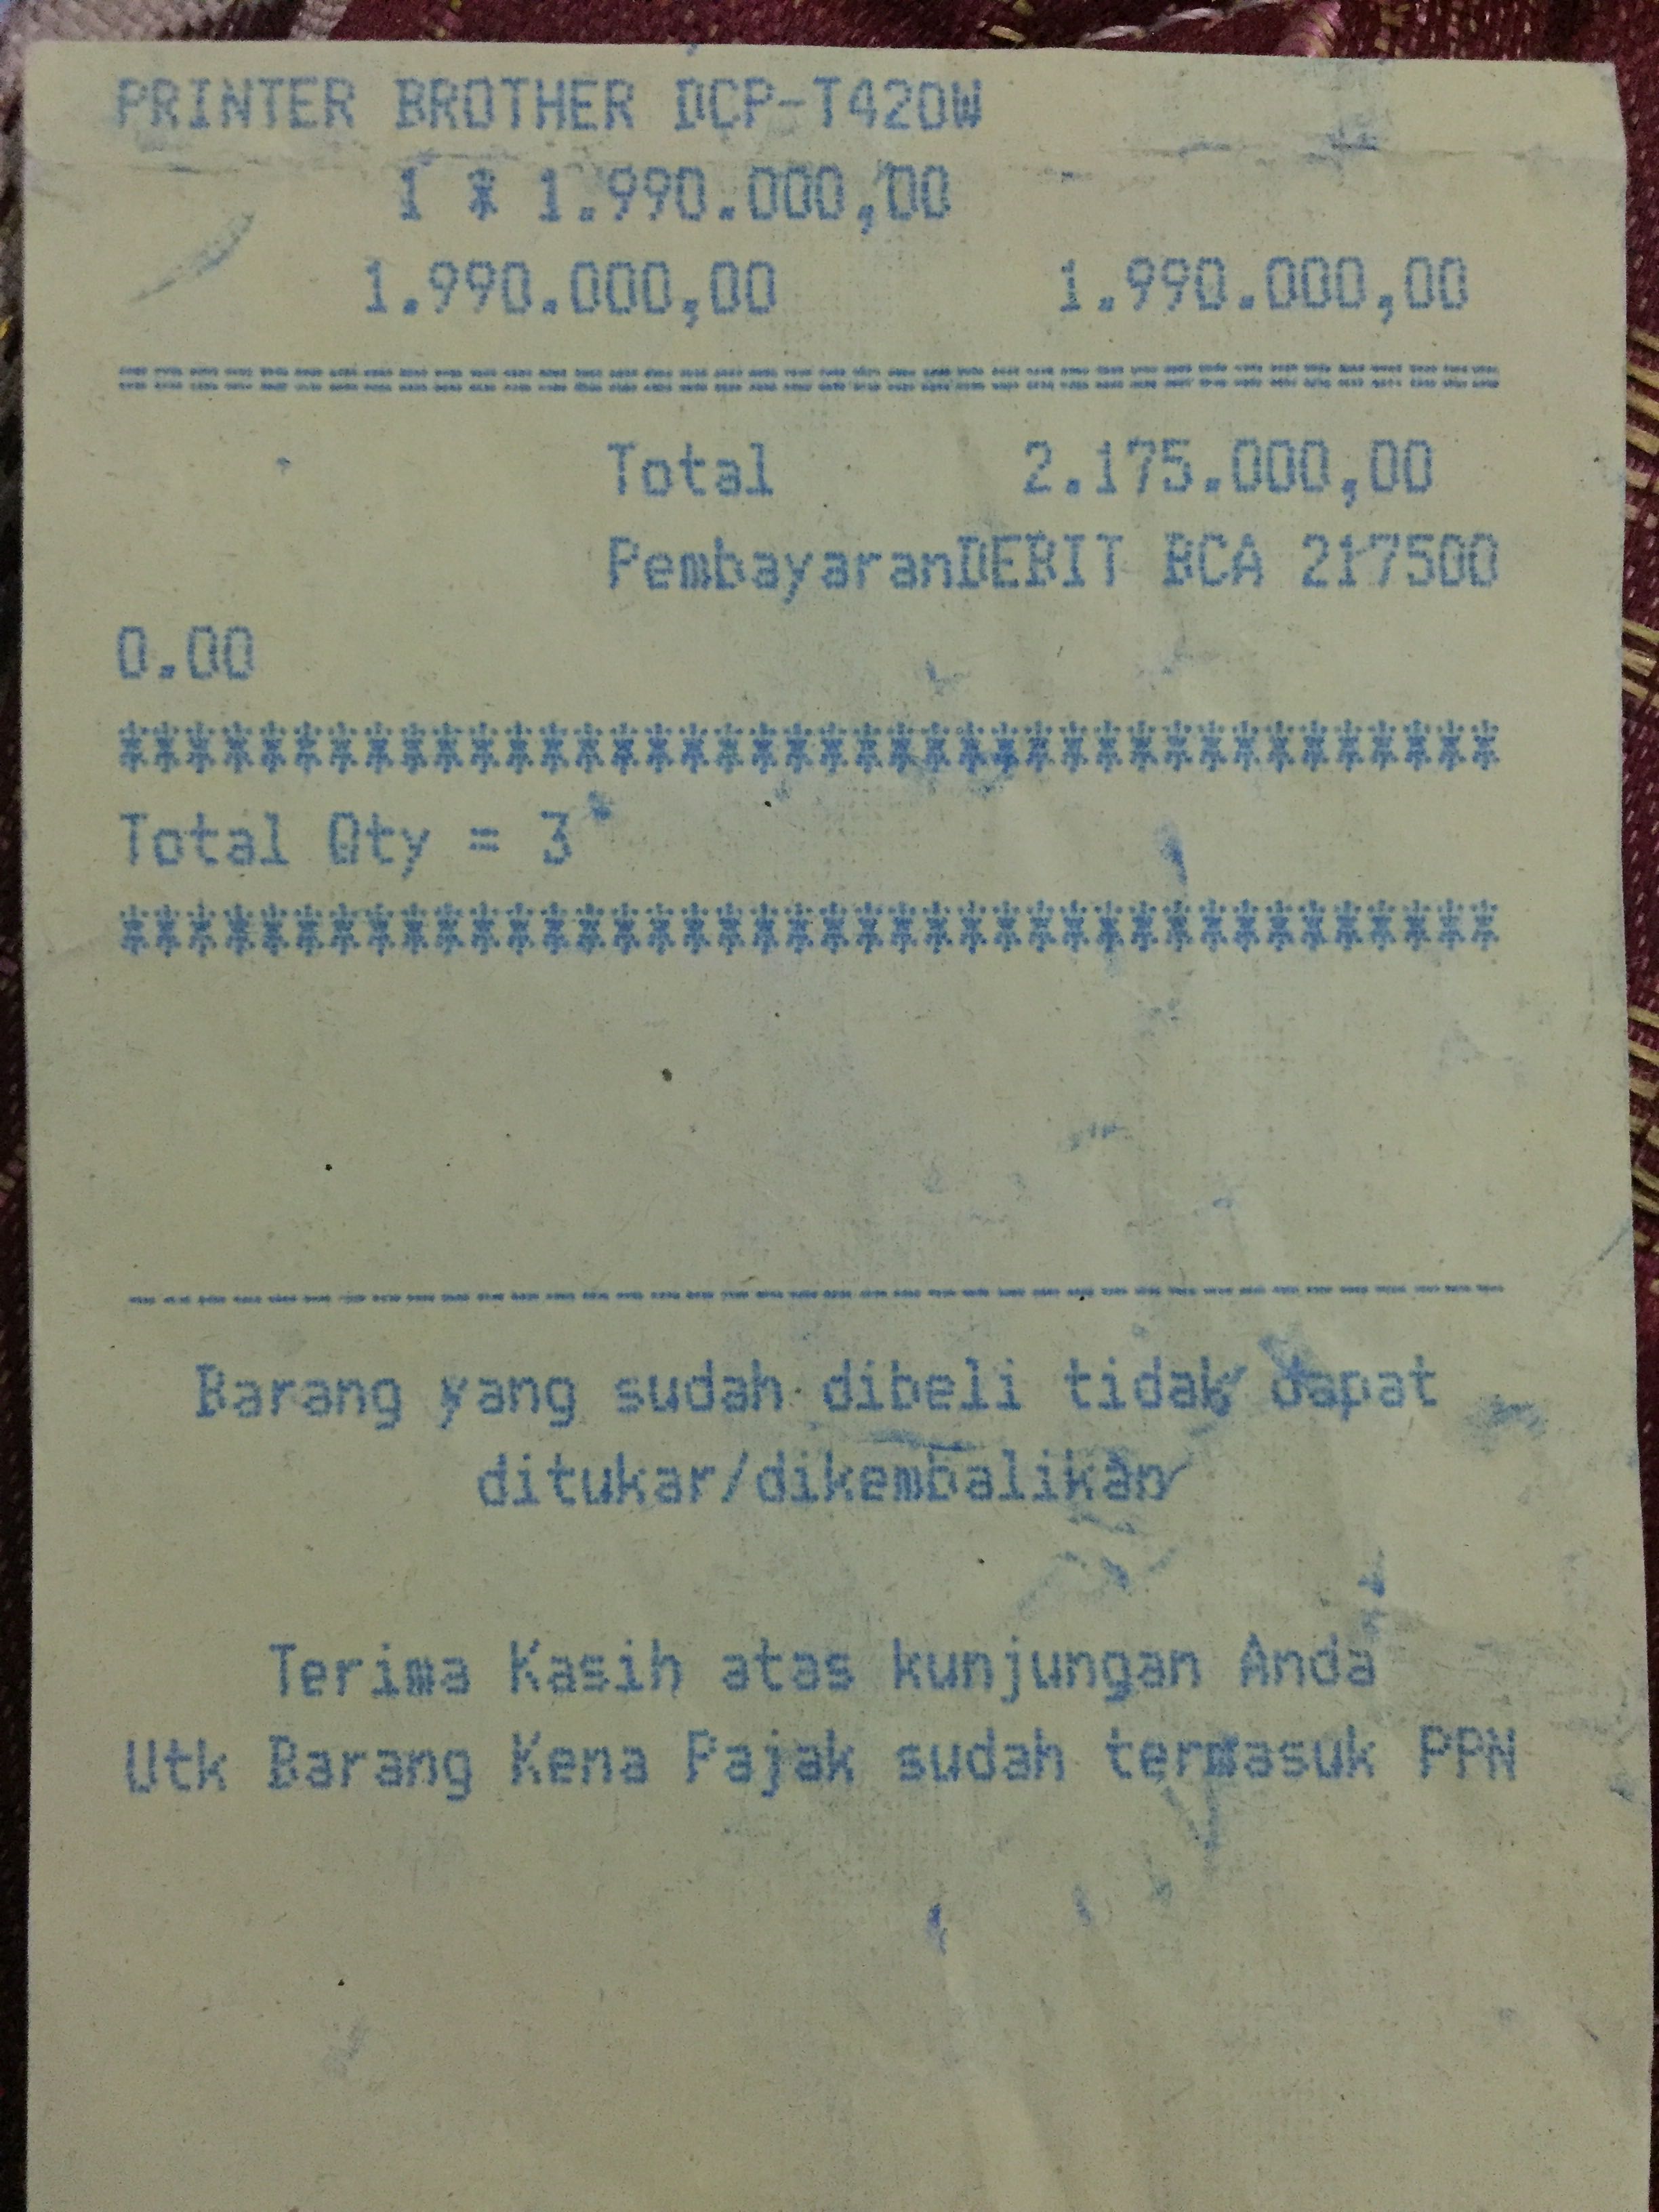 PRINTER BROTHER DCP-T420W
1 * 1.990.000,00
1.990.000,00 1.990.000,00
=======================================
Total 2.175.000,00
PembayaranDEBIT BCA 217500
0.00
****************************************
Total Qty = 3
****************************************
---------------------------------------
Barang yang sudah dibeli tidak dapat
ditukar/dikembalikan
Terima Kasih atas kunjungan Anda
Utk Barang Kena Pajak sudah termasuk PPN